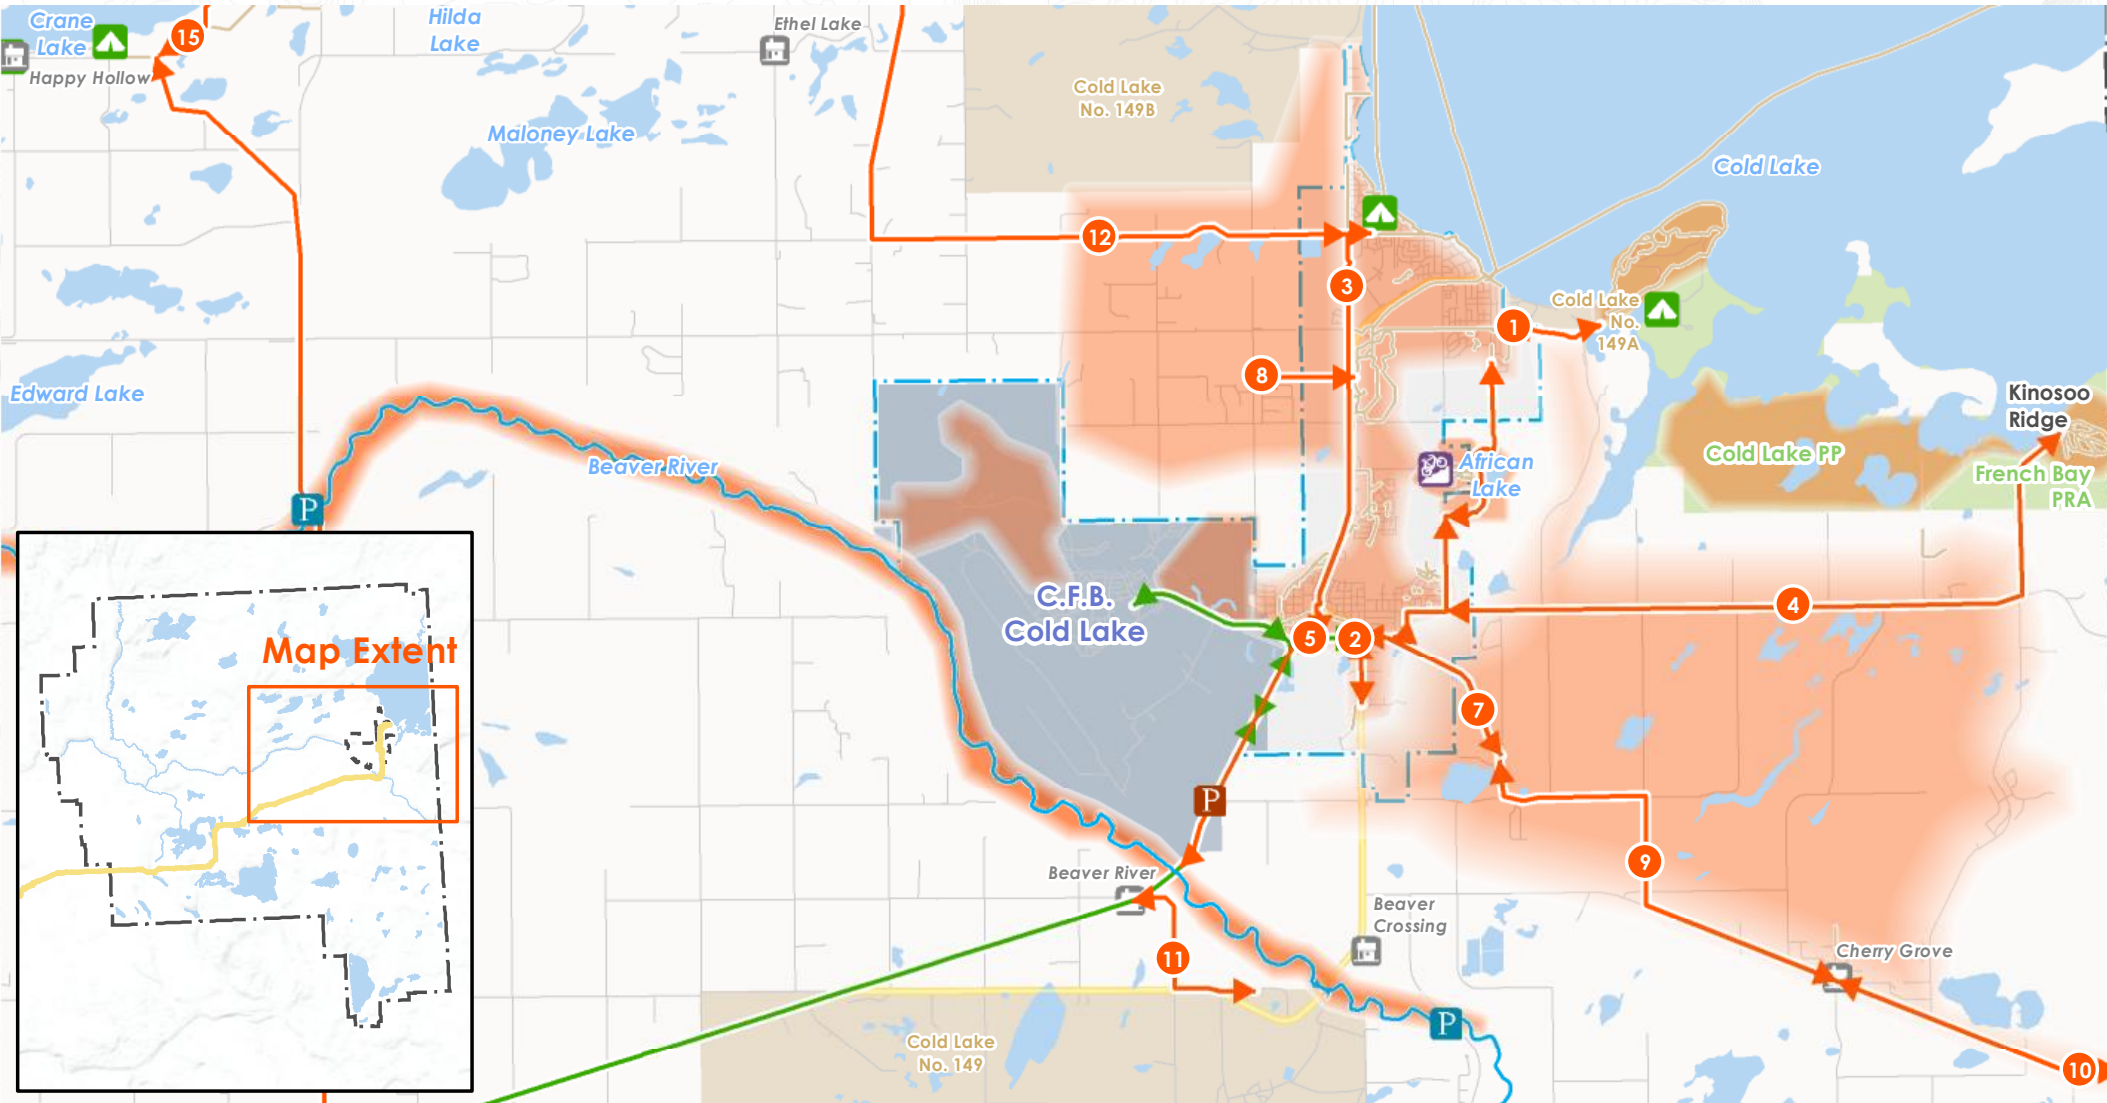 Crane
Lake
15
Happy Hollow
Hilda
Lake
Ethel Lake
Maloney Lake
Cold Lake
No. 149B
Cold Lake
12
3
Cold Lake
No.
149A
1
8
Edward Lake
Kinosoo
Ridge
Beaver River
African
Lake
Cold Lake PP
French Bay
PRA
P
C.F.B.
Cold Lake
5
2
4
Map Extent
7
P
9
Beaver River
Beaver
Crossing
11
Cherry Grove
P
Cold Lake
No. 149
10